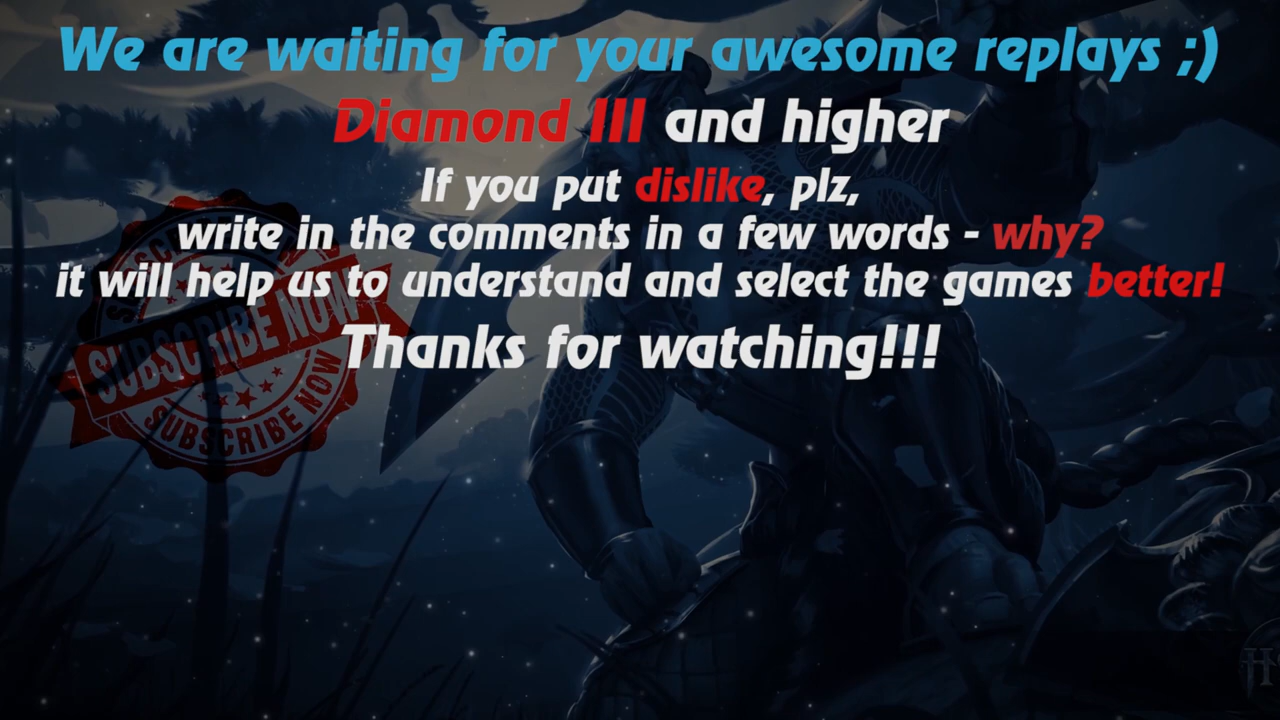 We are waiting for your awesome replays ;)
Diamond III and higher
If you put dislike, plz,
write in the comments in a few words - why?
it will help us to understand and select the games better!
Thanks for watching!!!
SUBSCRIBE NOW
SUBSCRIBE NOW